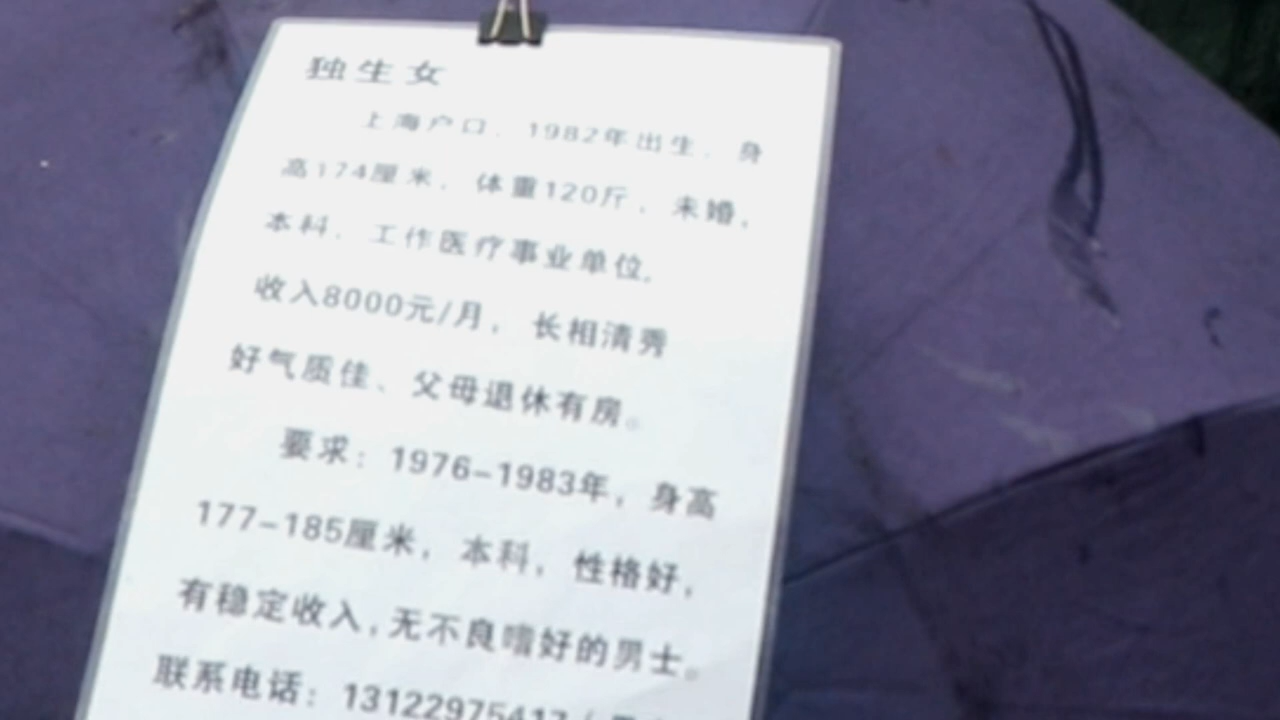 独生女
上海户口，1982年出生，身
高174厘米，体重120斤，未婚，
本科，工作医疗事业单位。
收入8000元/月， 长相清秀
好气质佳、父母退休有房。
要求：1976-1983年，身高
177-185厘米，本科，性格好，
有稳定收入,无不良嗜好的男士。
联系电话：13122975417